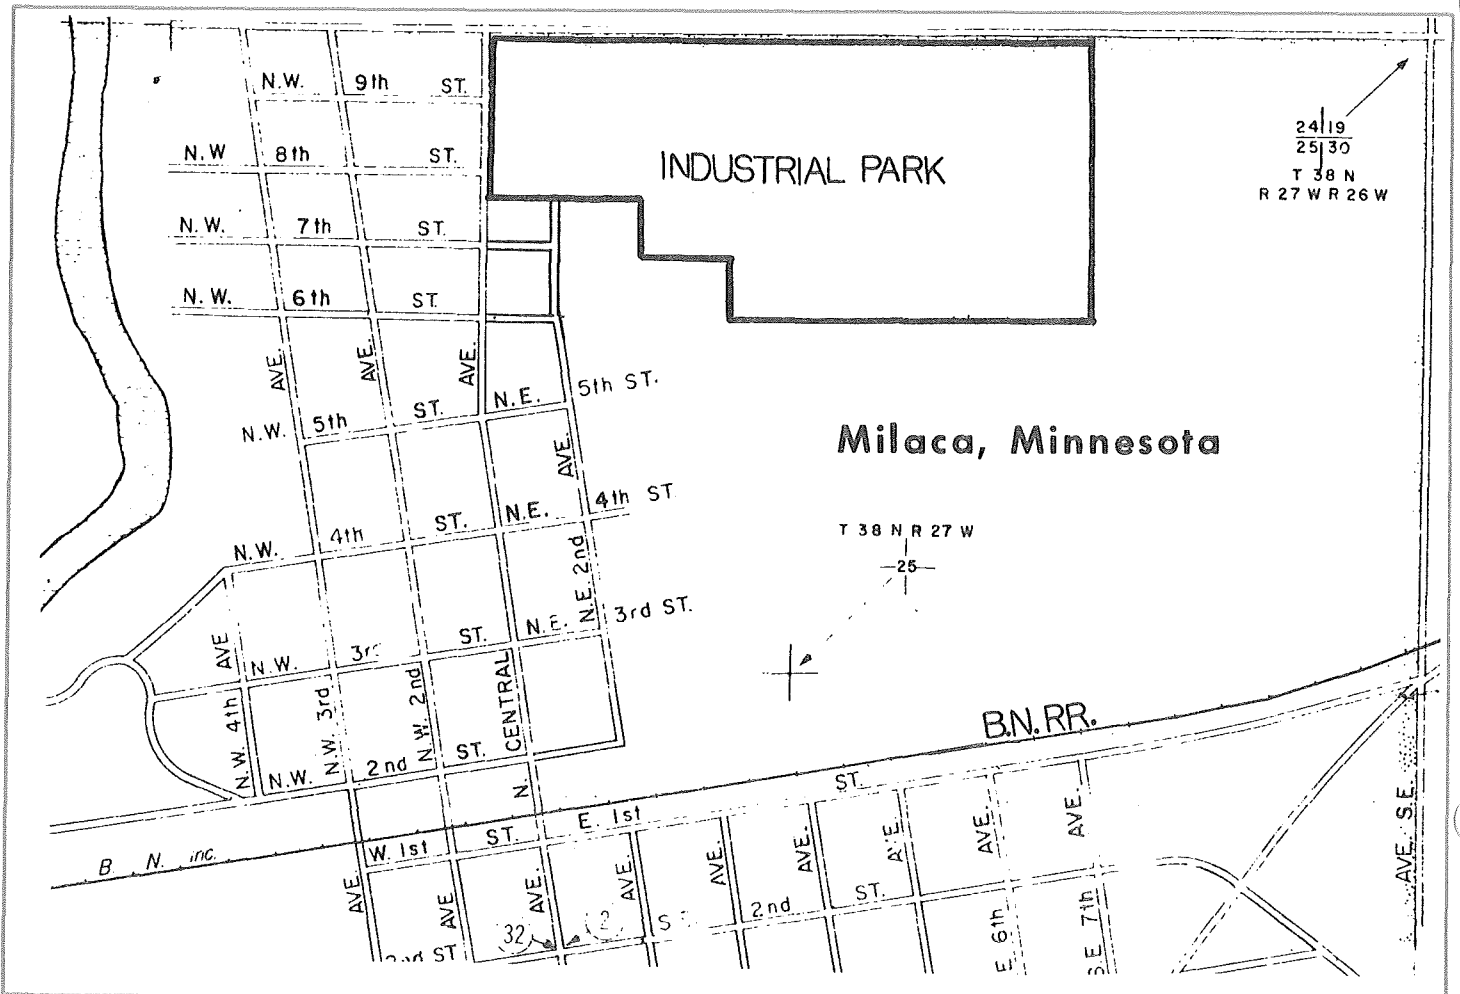 N.W. 9th ST.
24 19
25 30
T 38 N
R 27 W R 26 W
N.W 8th ST.
INDUSTRIAL PARK
N.W. 7th ST.
N.W. 6th ST.
AVE. AVE. AVE.
N.W. 5th ST. N.E. 5th ST.
Milaca, Minnesota
AVE.
N.W. 4th ST. N.E. 4th ST
T 38 N R 27 W
25
N.E. 2nd
N.W. ST. N.E. 3rd ST.
AVE
N.W. 4th
N.W. 3rd
N.W. 2nd
CENTRAL
N.
B.N. RR.
N.W. 2nd ST.
ST.
E. 1st
W. 1st ST.
B. N. inc.
AVE. AVE AVE. AVE. AVE. AVE. AVE. AVE. AVE.
AVE. S.E.
2nd ST.
32 2
ST
E 6th
S.E 7th